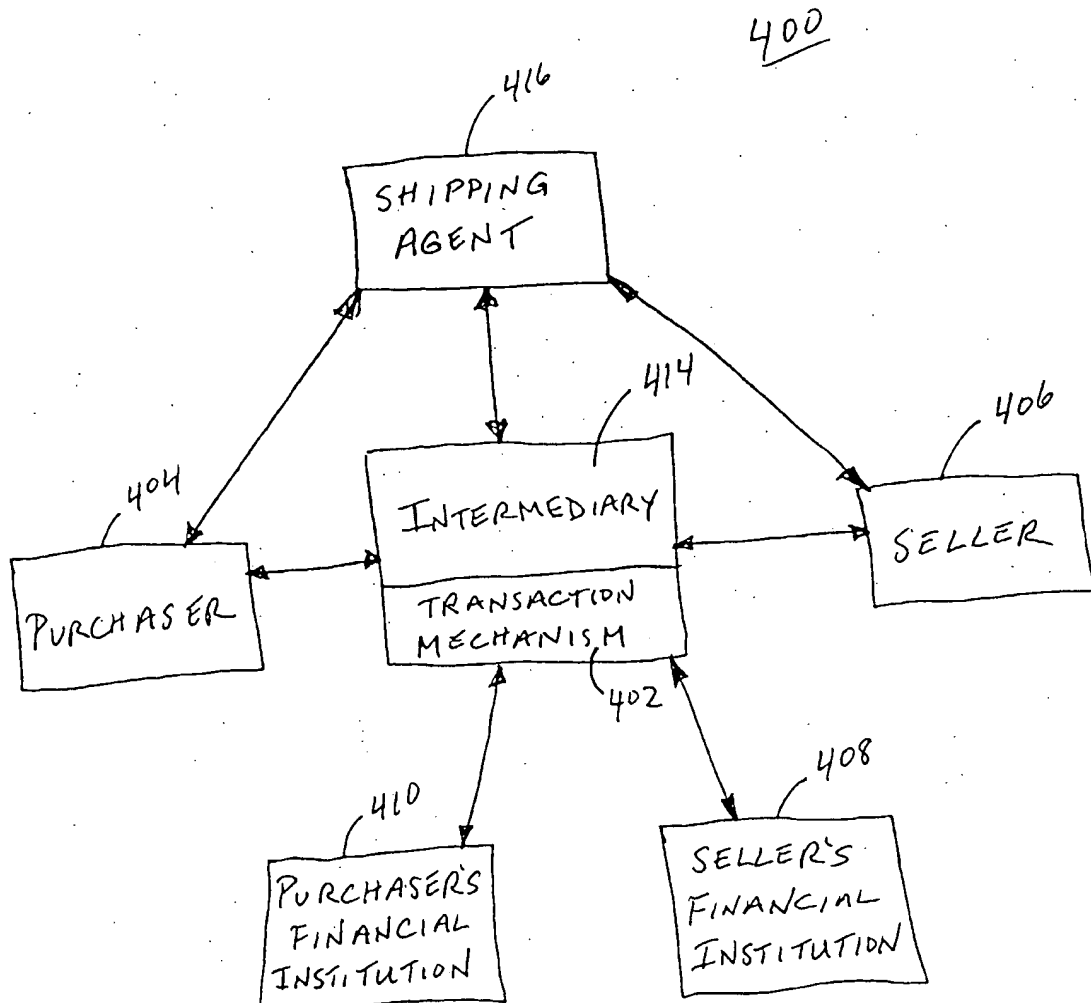 400
416
SHIPPING
AGENT
414
406
404
INTERMEDIARY
SELLER
PURCHASER
TRANSACTION
MECHANISM
402
408
410
PURCHASER'S
FINANCIAL
INSTITUTION
SELLER'S
FINANCIAL
INSTITUTION